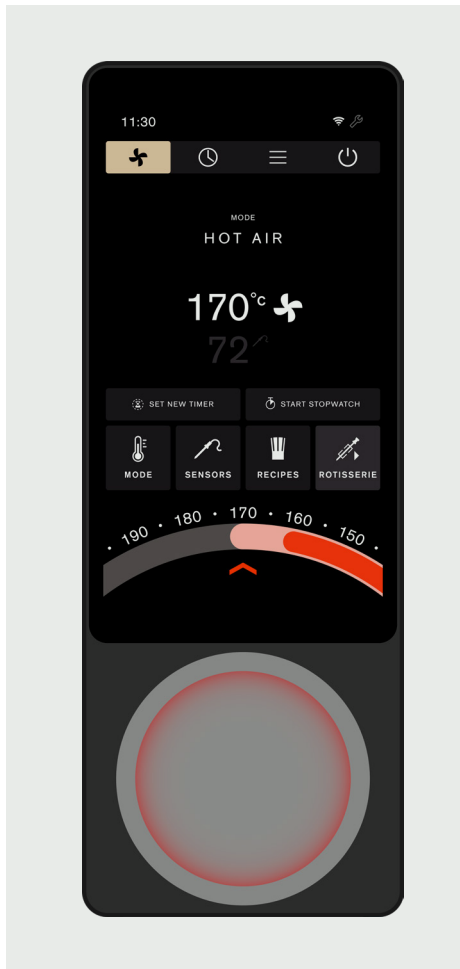 11:30
MODE
HOT AIR
170°C
72
SET NEW TIMER
START STOPWATCH
MODE
SENSORS
RECIPES
ROTISSERIE
190 · 180 · 170 · 160 · 150